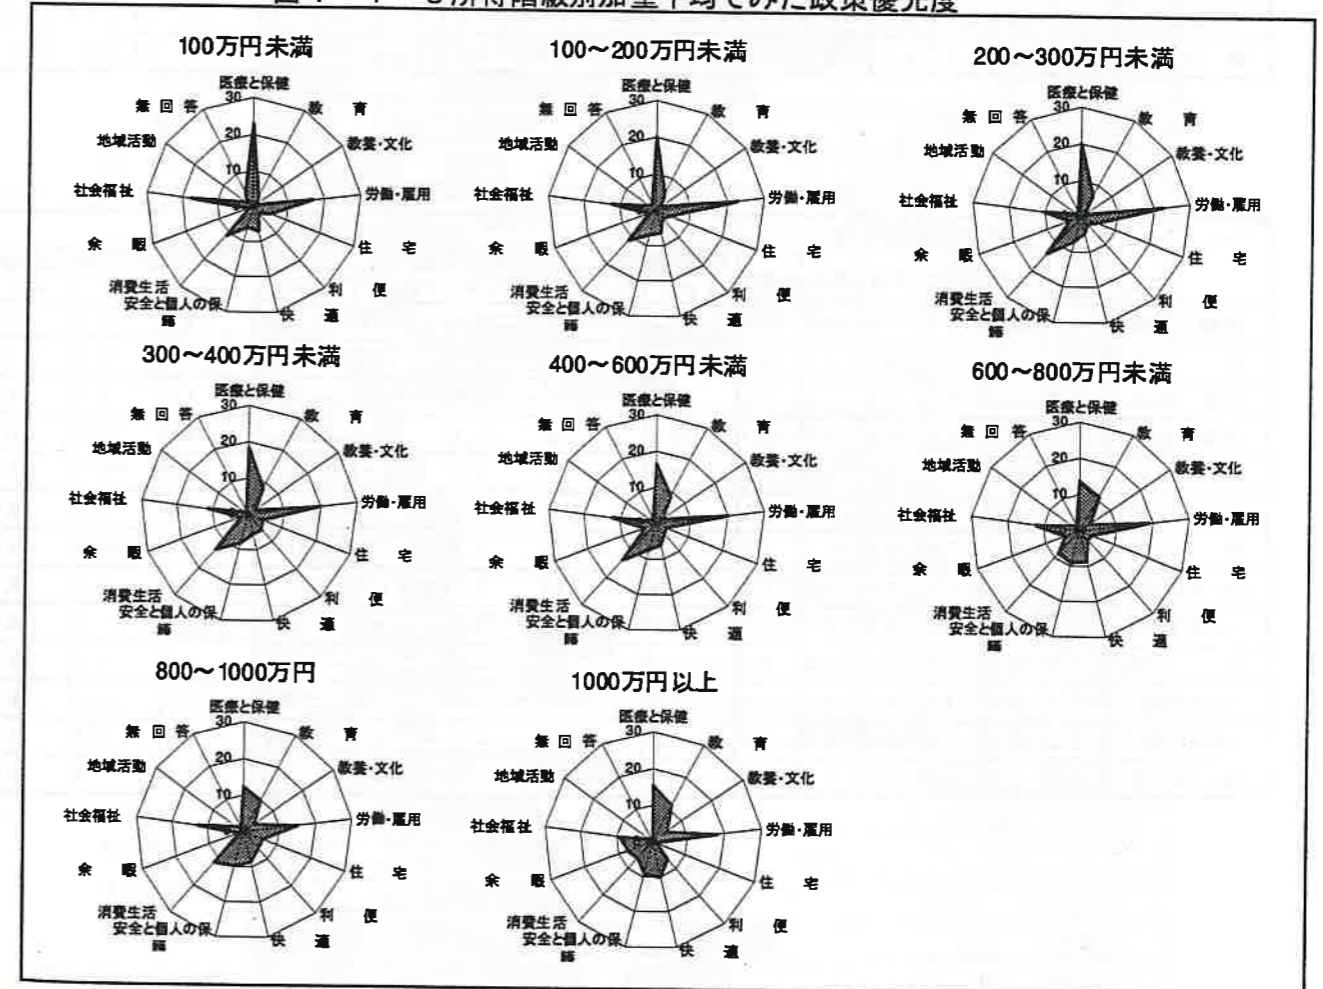 所得階級別加重平均でみた政策優先度
100万円未満
医療と保健
30
20
10
教 育
教養・文化
労働・雇用
住 宅
利 便
快 適
安全と個人の保
障
消費生活
余 暇
社会福祉
地域活動
無回答
100～200万円未満
医療と保健
30
20
10
教 育
教養・文化
労働・雇用
住 宅
利 便
快 適
安全と個人の保
障
消費生活
余 暇
社会福祉
地域活動
無回答
200～300万円未満
医療と保健
30
20
10
教 育
教養・文化
労働・雇用
住 宅
利 便
快 適
安全と個人の保
障
消費生活
余 暇
社会福祉
地域活動
無回答
300～400万円未満
医療と保健
30
20
10
教 育
教養・文化
労働・雇用
住 宅
利 便
快 適
安全と個人の保
障
消費生活
余 暇
社会福祉
地域活動
無回答
400～600万円未満
医療と保健
30
20
10
教 育
教養・文化
労働・雇用
住 宅
利 便
快 適
安全と個人の保
障
消費生活
余 暇
社会福祉
地域活動
無回答
600～800万円未満
医療と保健
30
20
10
教 育
教養・文化
労働・雇用
住 宅
利 便
快 適
安全と個人の保
障
消費生活
余 暇
社会福祉
地域活動
無回答
800～1000万円
医療と保健
30
20
10
教 育
教養・文化
労働・雇用
住 宅
利 便
快 適
安全と個人の保
障
消費生活
余 暇
社会福祉
地域活動
無回答
1000万円以上
医療と保健
30
20
10
教 育
教養・文化
労働・雇用
住 宅
利 便
快 適
安全と個人の保
障
消費生活
余 暇
社会福祉
地域活動
無回答